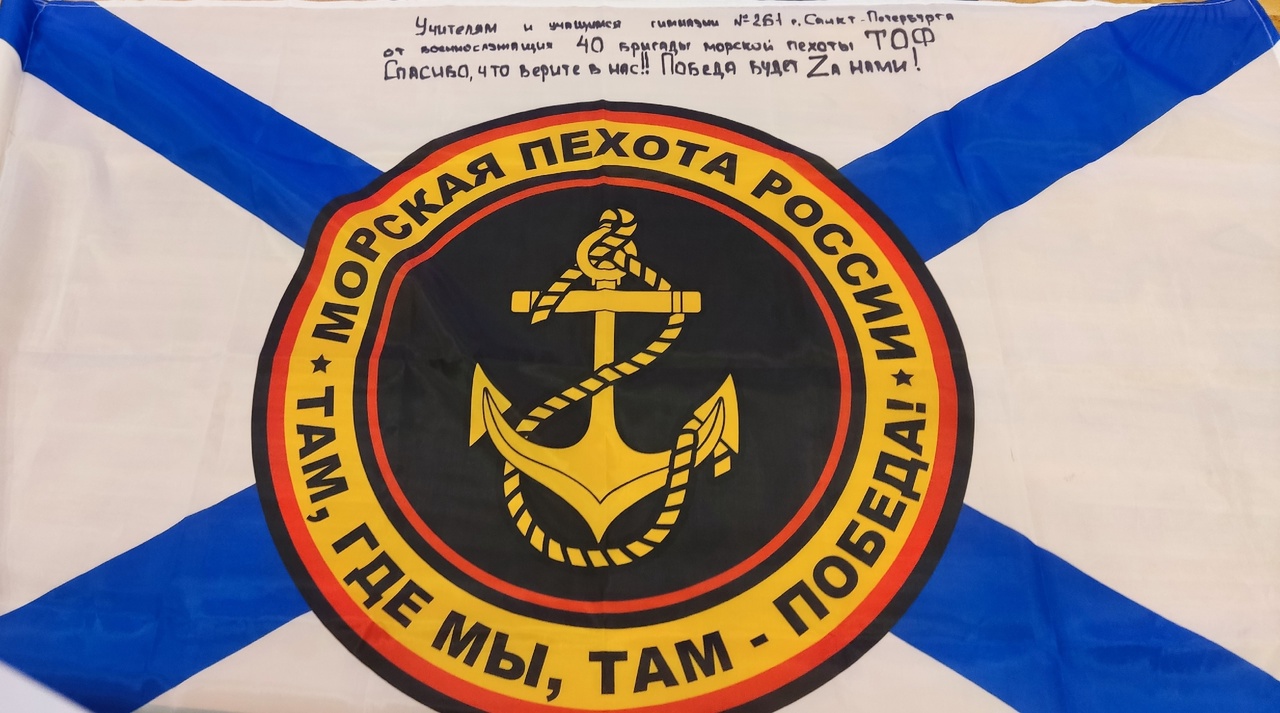 Учителям и учащимся гимназии №261 г. Санкт-Петербурга
от военнослжащих 40 бригады морской пехоты ТОФ
Спасибо, что верите в нас!! Победа будет Zа нами!
МОРСКАЯ ПЕХОТА РОССИИ
ТАМ, ГДЕ МЫ, ТАМ - ПОБЕДА!